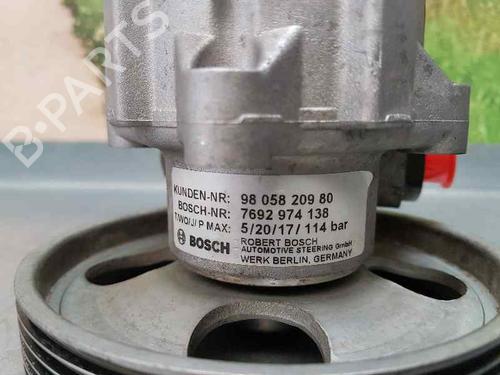 B-PARTS
KUNDEN-NR: 98 058 209 80
BOSCH-NR: 7692 974 138
TWO/J/P MAX: 5/20/17/114 bar
BOSCH ROBERT BOSCH
AUTOMOTIVE STEERING GmbH
WERK BERLIN, GERMANY